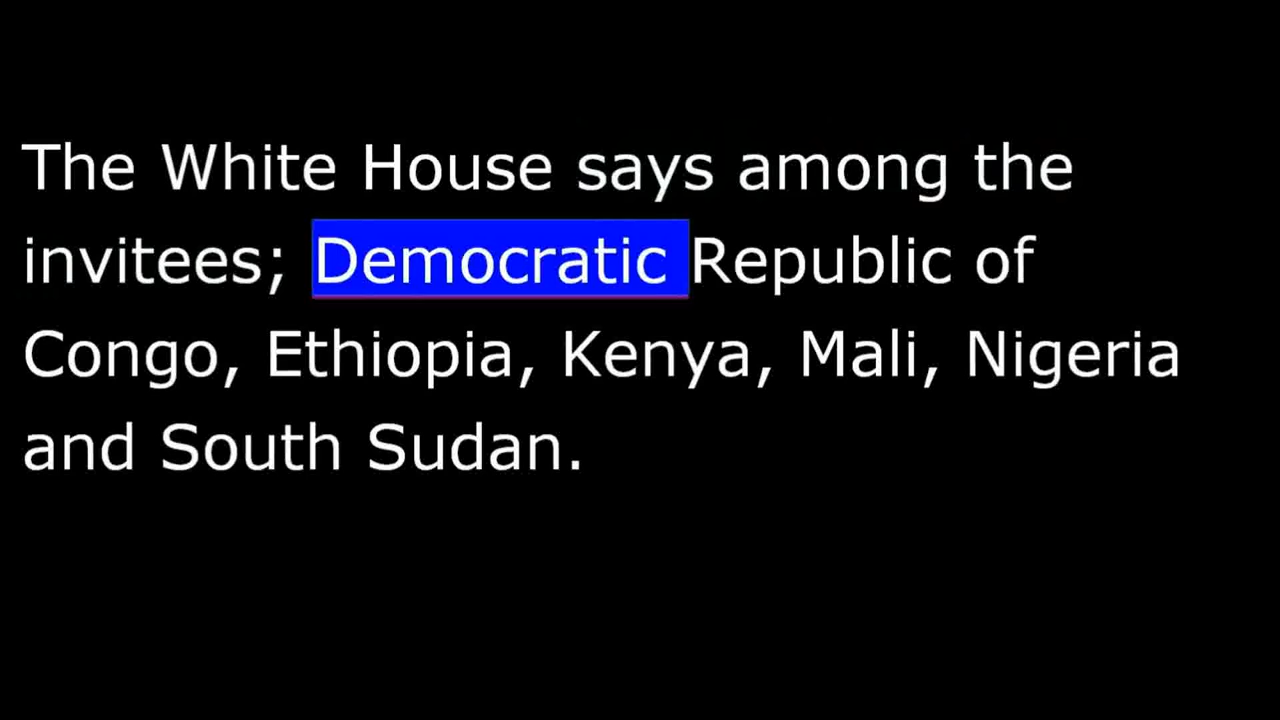 The White House says among the
invitees; Democratic Republic of
Congo, Ethiopia, Kenya, Mali, Nigeria
and South Sudan.